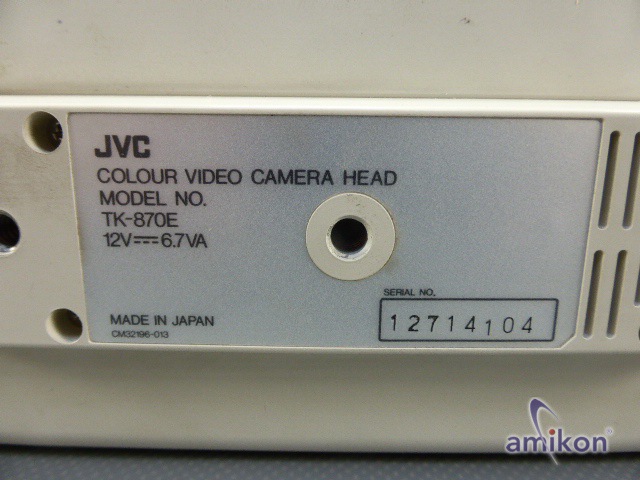 JVC
COLOUR VIDEO CAMERA HEAD
MODEL NO.
TK-870E
12V⎓6.7VA
SERIAL NO.
12714104
MADE IN JAPAN
CM32196-013
amikon®